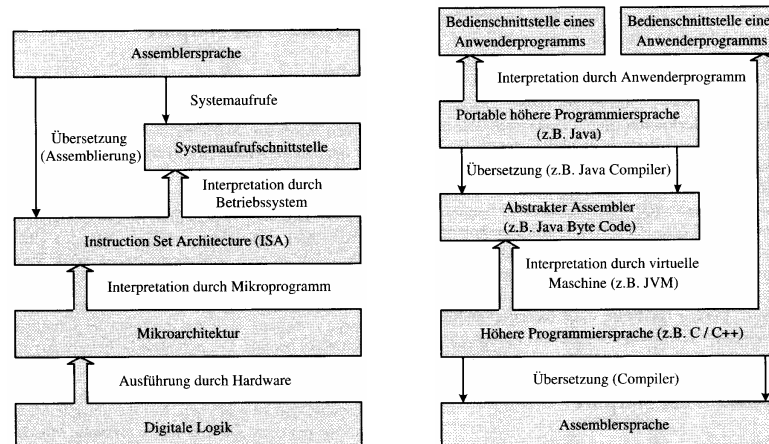 Assemblersprache
Systemaufrufe
Übersetzung
(Assemblierung)
Systemaufrufschnittstelle
Interpretation durch
Betriebssystem
Instruction Set Architecture (ISA)
Interpretation durch Mikroprogramm
Mikroarchitektur
Ausführung durch Hardware
Digitale Logik
Bedienschnittstelle eines
Anwenderprogramms
Bedienschnittstelle eines
Anwenderprogramms
Interpretation durch Anwenderprogramm
Portable höhere Programmiersprache
(z.B. Java)
Übersetzung (z.B. Java Compiler)
Abstrakter Assembler
(z.B. Java Byte Code)
Interpretation durch virtuelle
Maschine (z.B. JVM)
Höhere Programmiersprache (z.B. C / C++)
Übersetzung (Compiler)
Assemblersprache